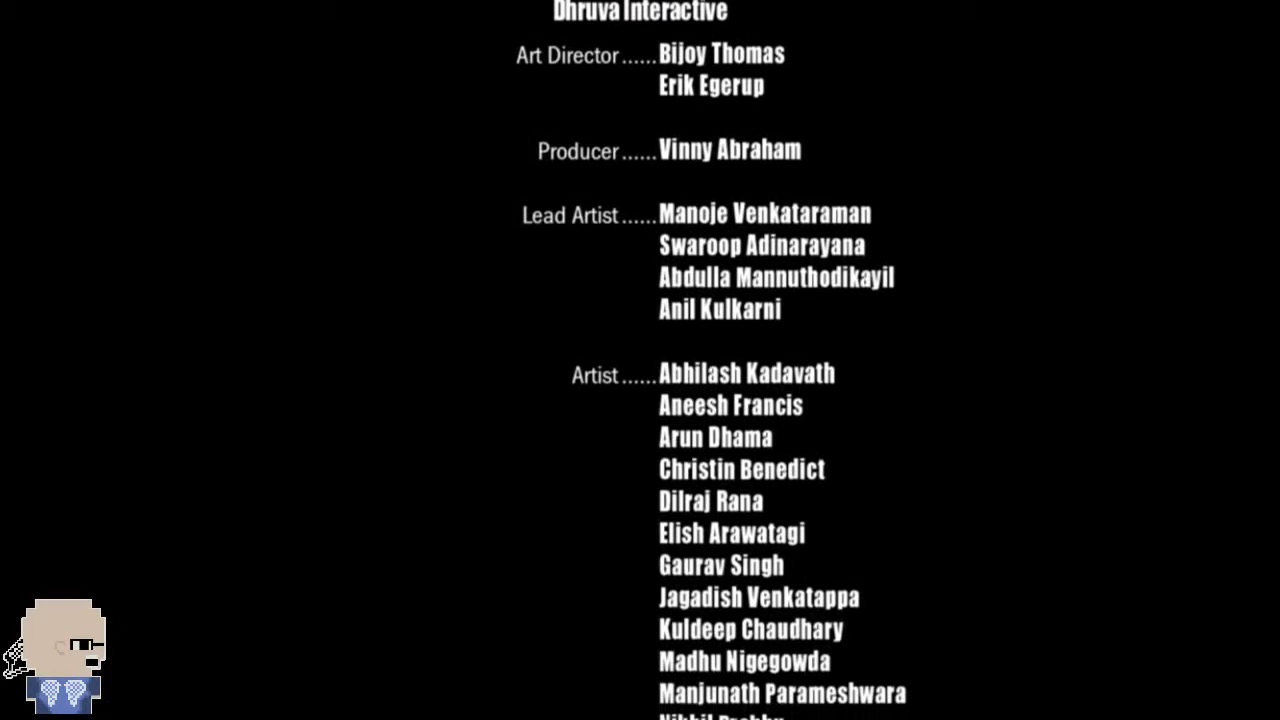 Dhruva Interactive
Art Director ...... Bijoy Thomas
Erik Egerup
Producer ...... Vinny Abraham
Lead Artist ...... Manoje Venkataraman
Swaroop Adinarayana
Abdulla Mannuthodikayil
Anil Kulkarni
Artist ...... Abhilash Kadavath
Aneesh Francis
Arun Dhama
Christin Benedict
Dilraj Rana
Elish Arawatagi
Gaurav Singh
Jagadish Venkatappa
Kuldeep Chaudhary
Madhu Nigegowda
Manjunath Parameshwara